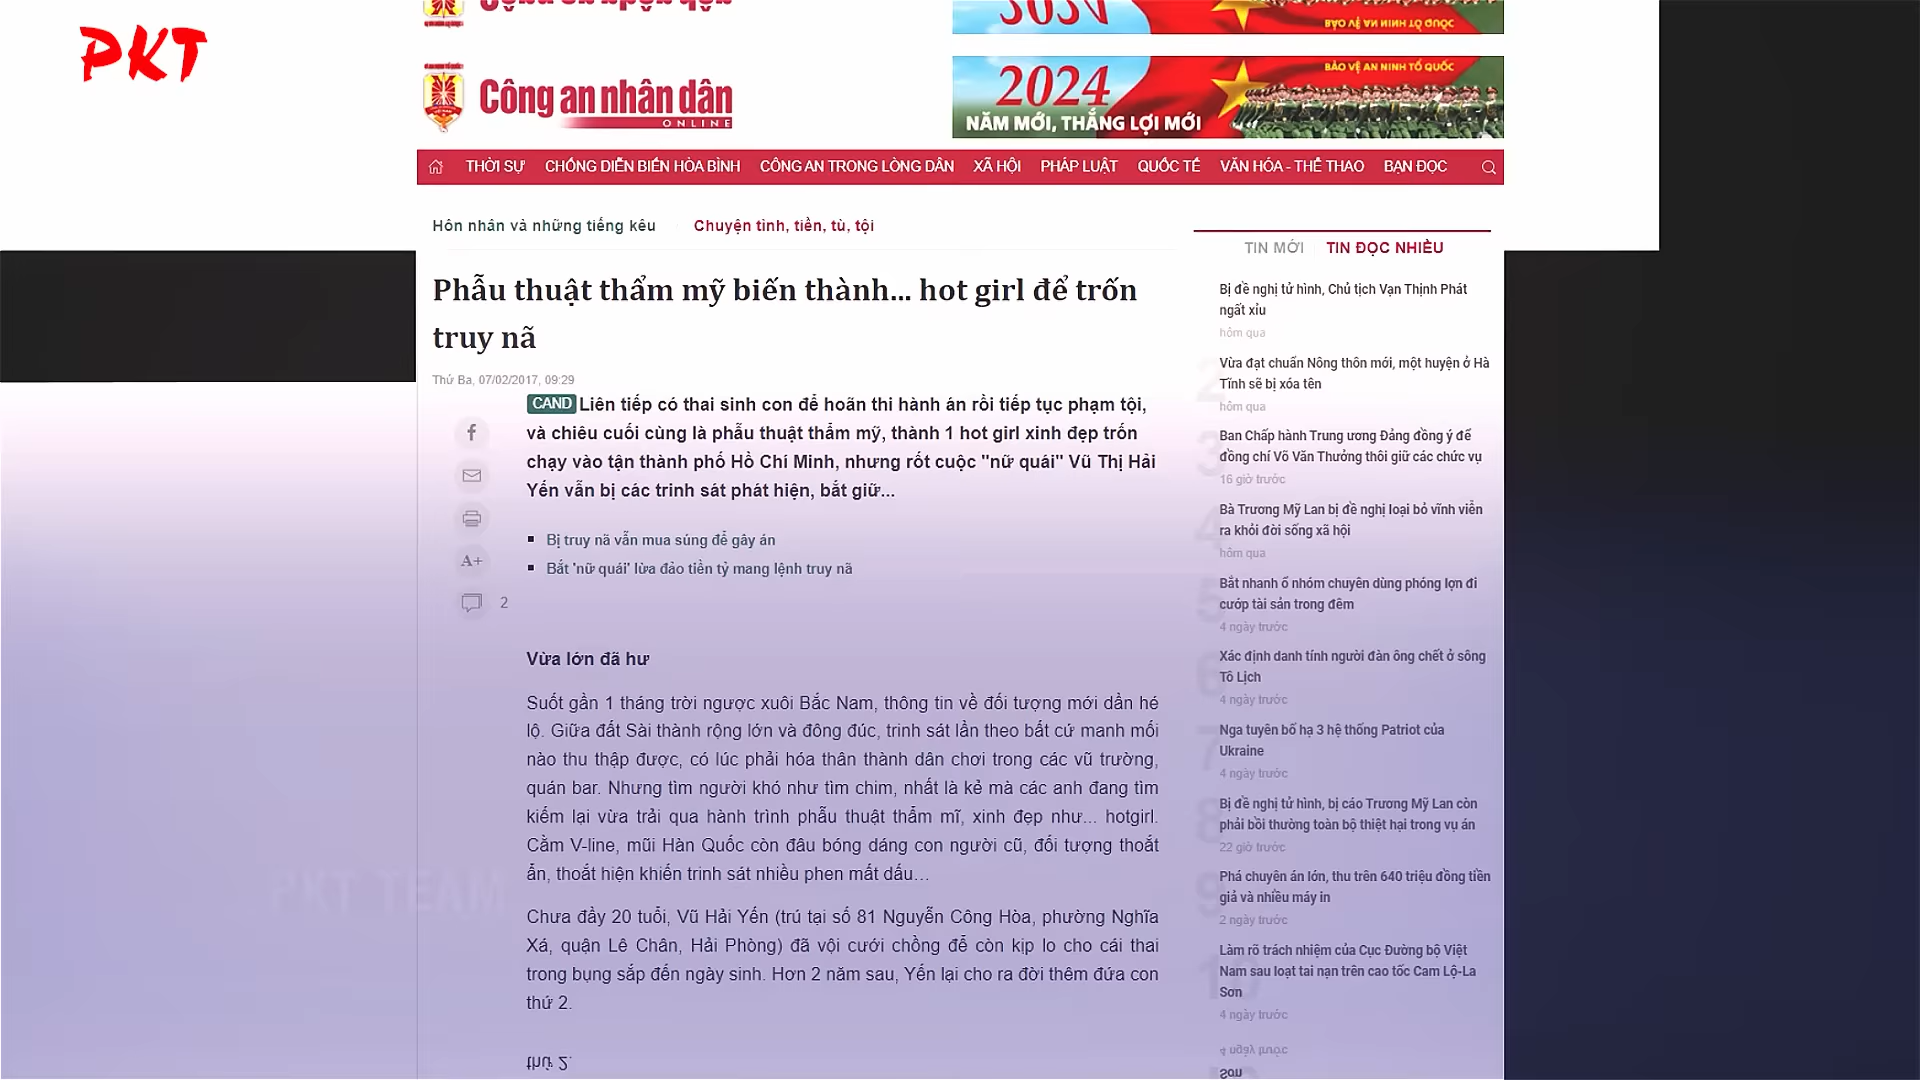 PKT
Công an nhân dân
ONLINE
BẢO VỆ AN NINH TỔ QUỐC
2024
NĂM MỚI, THẮNG LỢI MỚI
THỜI SỰ CHỐNG DIỄN BIẾN HÒA BÌNH CÔNG AN TRONG LÒNG DÂN XÃ HỘI PHÁP LUẬT QUỐC TẾ VĂN HÓA - THỂ THAO BẠN ĐỌC
Hôn nhân và những tiếng kêu Chuyện tình, tiền, tù, tội
Phẫu thuật thẩm mỹ biến thành... hot girl để trốn
truy nã
Thứ Ba, 07/02/2017, 09:29
CAND Liên tiếp có thai sinh con để hoãn thi hành án rồi tiếp tục phạm tội,
và chiêu cuối cùng là phẫu thuật thẩm mỹ, thành 1 hot girl xinh đẹp trốn
chạy vào tận thành phố Hồ Chí Minh, nhưng rốt cuộc "nữ quái" Vũ Thị Hải
Yến vẫn bị các trinh sát phát hiện, bắt giữ...
Bị truy nã vẫn mua súng để gây án
Bắt 'nữ quái' lừa đảo tiền tỷ mang lệnh truy nã
A+
2
Vừa lớn đã hư
Suốt gần 1 tháng trời ngược xuôi Bắc Nam, thông tin về đối tượng mới dần hé
lộ. Giữa đất Sài thành rộng lớn và đông đúc, trinh sát lần theo bất cứ manh mối
nào thu thập được, có lúc phải hóa thân thành dân chơi trong các vũ trường,
quán bar. Nhưng tìm người khó như tìm chim, nhất là kẻ mà các anh đang tìm
kiếm lại vừa trải qua hành trình phẫu thuật thẩm mĩ, xinh đẹp như... hotgirl.
Cằm V-line, mũi Hàn Quốc còn đâu bóng dáng con người cũ, đối tượng thoắt
ẩn, thoắt hiện khiến trinh sát nhiều phen mất dấu...
PKT TEAM
Chưa đầy 20 tuổi, Vũ Hải Yến (trú tại số 81 Nguyễn Công Hòa, phường Nghĩa
Xá, quận Lê Chân, Hải Phòng) đã vội cưới chồng để còn kịp lo cho cái thai
trong bụng sắp đến ngày sinh. Hơn 2 năm sau, Yến lại cho ra đời thêm đứa con
thứ 2.
TIN MỚI TIN ĐỌC NHIỀU
Bị đề nghị tử hình, Chủ tịch Vạn Thịnh Phát
ngất xỉu
hôm qua
2
Vừa đạt chuẩn Nông thôn mới, một huyện ở Hà
Tĩnh sẽ bị xóa tên
hôm qua
3
Ban Chấp hành Trung ương Đảng đồng ý để
đồng chí Võ Văn Thưởng thôi giữ các chức vụ
16 giờ trước
4
Bà Trương Mỹ Lan bị đề nghị loại bỏ vĩnh viễn
ra khỏi đời sống xã hội
hôm qua
5
Bắt nhanh ổ nhóm chuyên dùng phóng lợn đi
cướp tài sản trong đêm
4 ngày trước
6
Xác định danh tính người đàn ông chết ở sông
Tô Lịch
4 ngày trước
7
Nga tuyên bố hạ 3 hệ thống Patriot của
Ukraine
4 ngày trước
8
Bị đề nghị tử hình, bị cáo Trương Mỹ Lan còn
phải bồi thường toàn bộ thiệt hại trong vụ án
22 giờ trước
9
Phá chuyên án lớn, thu trên 640 triệu đồng tiền
giả và nhiều máy in
2 ngày trước
10
Làm rõ trách nhiệm của Cục Đường bộ Việt
Nam sau loạt tai nạn trên cao tốc Cam Lộ-La
Sơn
4 ngày trước